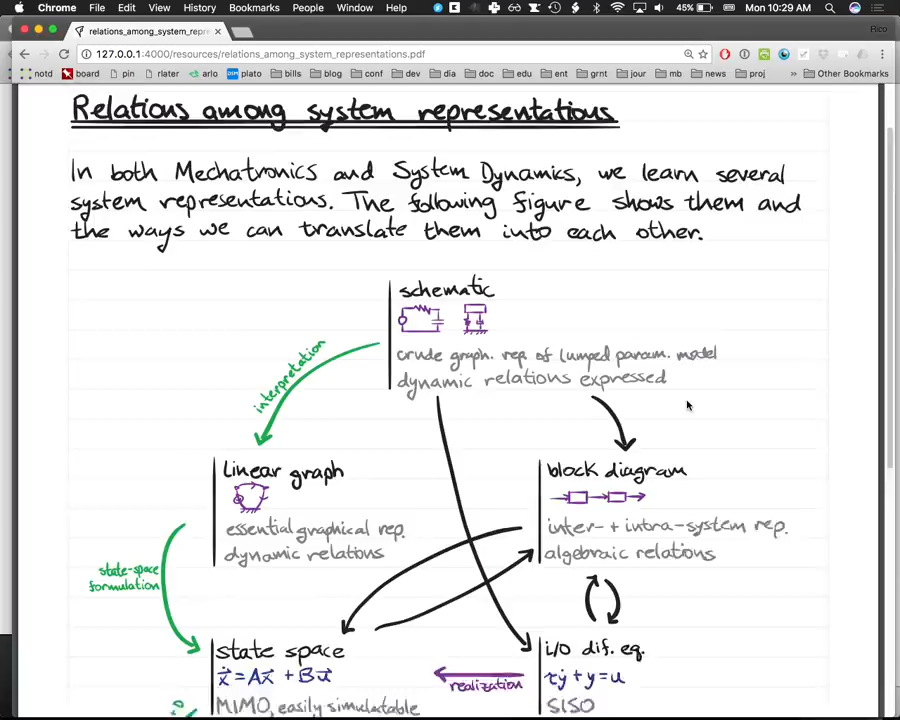 Chrome File Edit View History Bookmarks People Window Help 45% Mon 10:29 AM
relations_among_system_repre Rico
127.0.0.1:4000/resources/relations_among_system_representations.pdf
notd board pin rlater arlo plato bills blog conf dev dia doc edu ent grnt jour mb news proj » Other Bookmarks
Relations among system representations
In both Mechatronics and System Dynamics, we learn several
system representations. The following figure shows them and
the ways we can translate them into each other.
schematic
crude graph. rep. of lumped param. model
dynamic relations expressed
interpretation
linear graph
essential graphical rep.
dynamic relations
block diagram
inter- + intra-system rep.
algebraic relations
state-space
formulation
state space
ẋ = Ax⃗ + Bu⃗
MIMO, easily simulatable
realization
i/o dif. eq.
τẏ + y = u
SISO